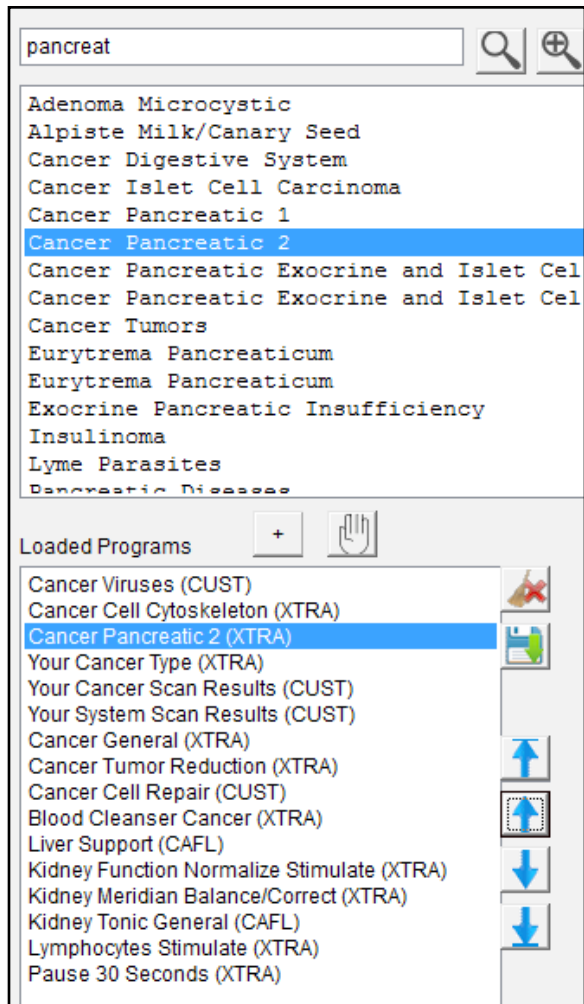 pancreat
Adenoma Microcystic
Alpiste Milk/Canary Seed
Cancer Digestive System
Cancer Islet Cell Carcinoma
Cancer Pancreatic 1
Cancer Pancreatic 2
Cancer Pancreatic Exocrine and Islet Cel
Cancer Pancreatic Exocrine and Islet Cel
Cancer Tumors
Eurytrema Pancreaticum
Eurytrema Pancreaticum
Exocrine Pancreatic Insufficiency
Insulinoma
Lyme Parasites
Pancreatic Diseases
Loaded Programs +
Cancer Viruses (CUST)
Cancer Cell Cytoskeleton (XTRA)
Cancer Pancreatic 2 (XTRA)
Your Cancer Type (XTRA)
Your Cancer Scan Results (CUST)
Your System Scan Results (CUST)
Cancer General (XTRA)
Cancer Tumor Reduction (XTRA)
Cancer Cell Repair (CUST)
Blood Cleanser Cancer (XTRA)
Liver Support (CAFL)
Kidney Function Normalize Stimulate (XTRA)
Kidney Meridian Balance/Correct (XTRA)
Kidney Tonic General (CAFL)
Lymphocytes Stimulate (XTRA)
Pause 30 Seconds (XTRA)